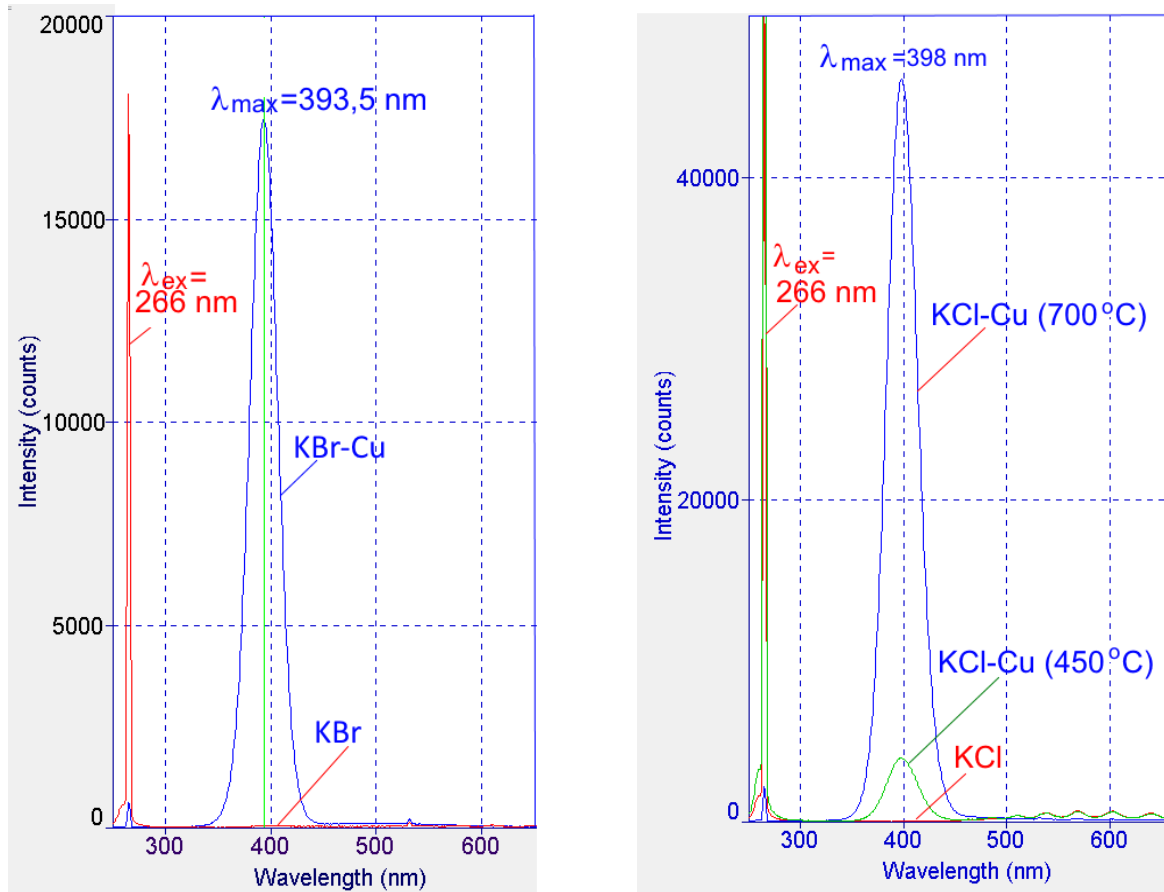 20000
λmax=393,5 nm
15000
λex=
266 nm
10000
KBr-Cu
5000
KBr
0
300 400 500 600
Wavelength (nm)
Intensity (counts)
λmax=398 nm
40000
λex=
266 nm
KCl-Cu (700 °C)
20000
KCl-Cu (450 °C)
KCl
0
300 400 500 600
Wavelength (nm)
Intensity (counts)